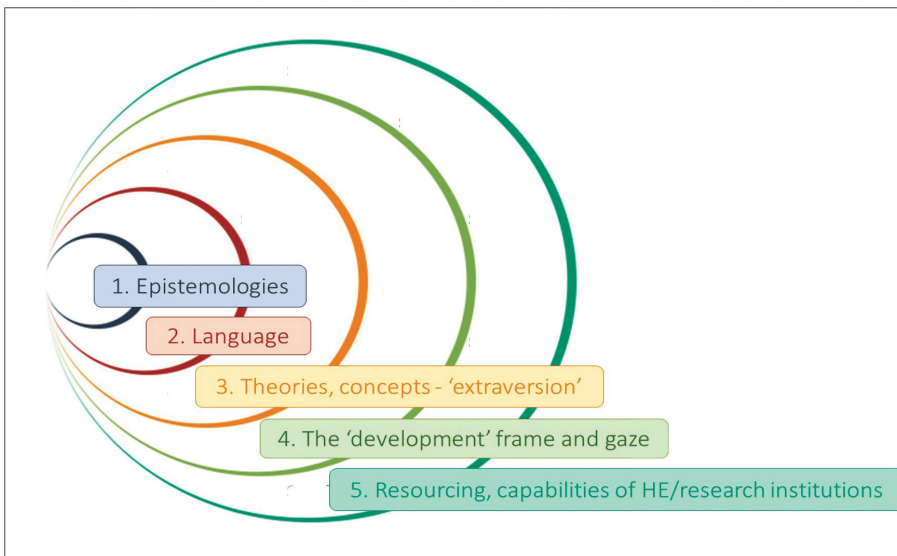 1. Epistemologies
2. Language
3. Theories, concepts - ‘extraversion’
4. The ‘development’ frame and gaze
5. Resourcing, capabilities of HE/research institutions